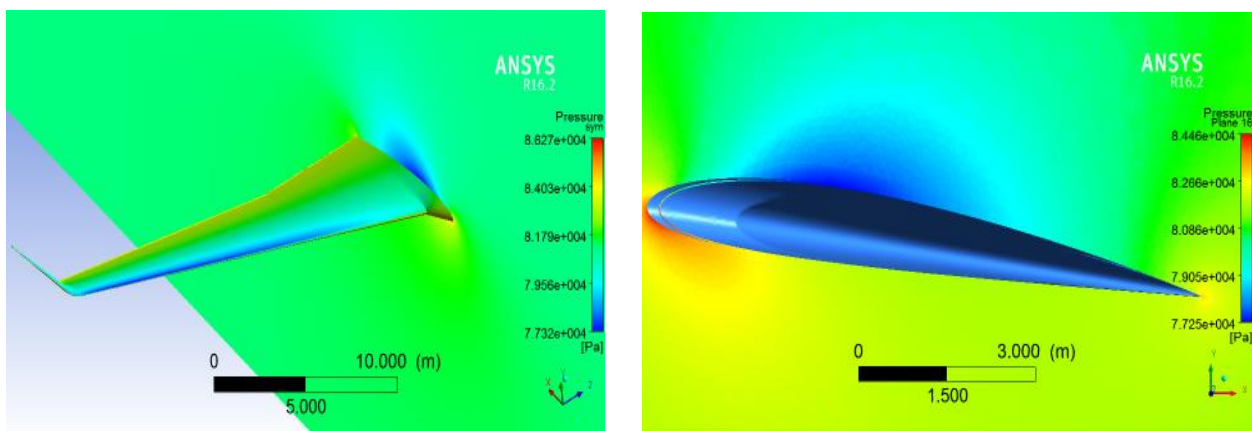 ANSYS
R16.2
Pressure
sym
8.627e+004
8.403e+004
8.179e+004
7.956e+004
7.732e+004
[Pa]
0 10.000 (m)
5.000
Y
X Z
ANSYS
R16.2
Pressure
Plane 16
8.446e+004
8.266e+004
8.086e+004
7.905e+004
7.725e+004
[Pa]
0 3.000 (m)
1.500
Y
Z X